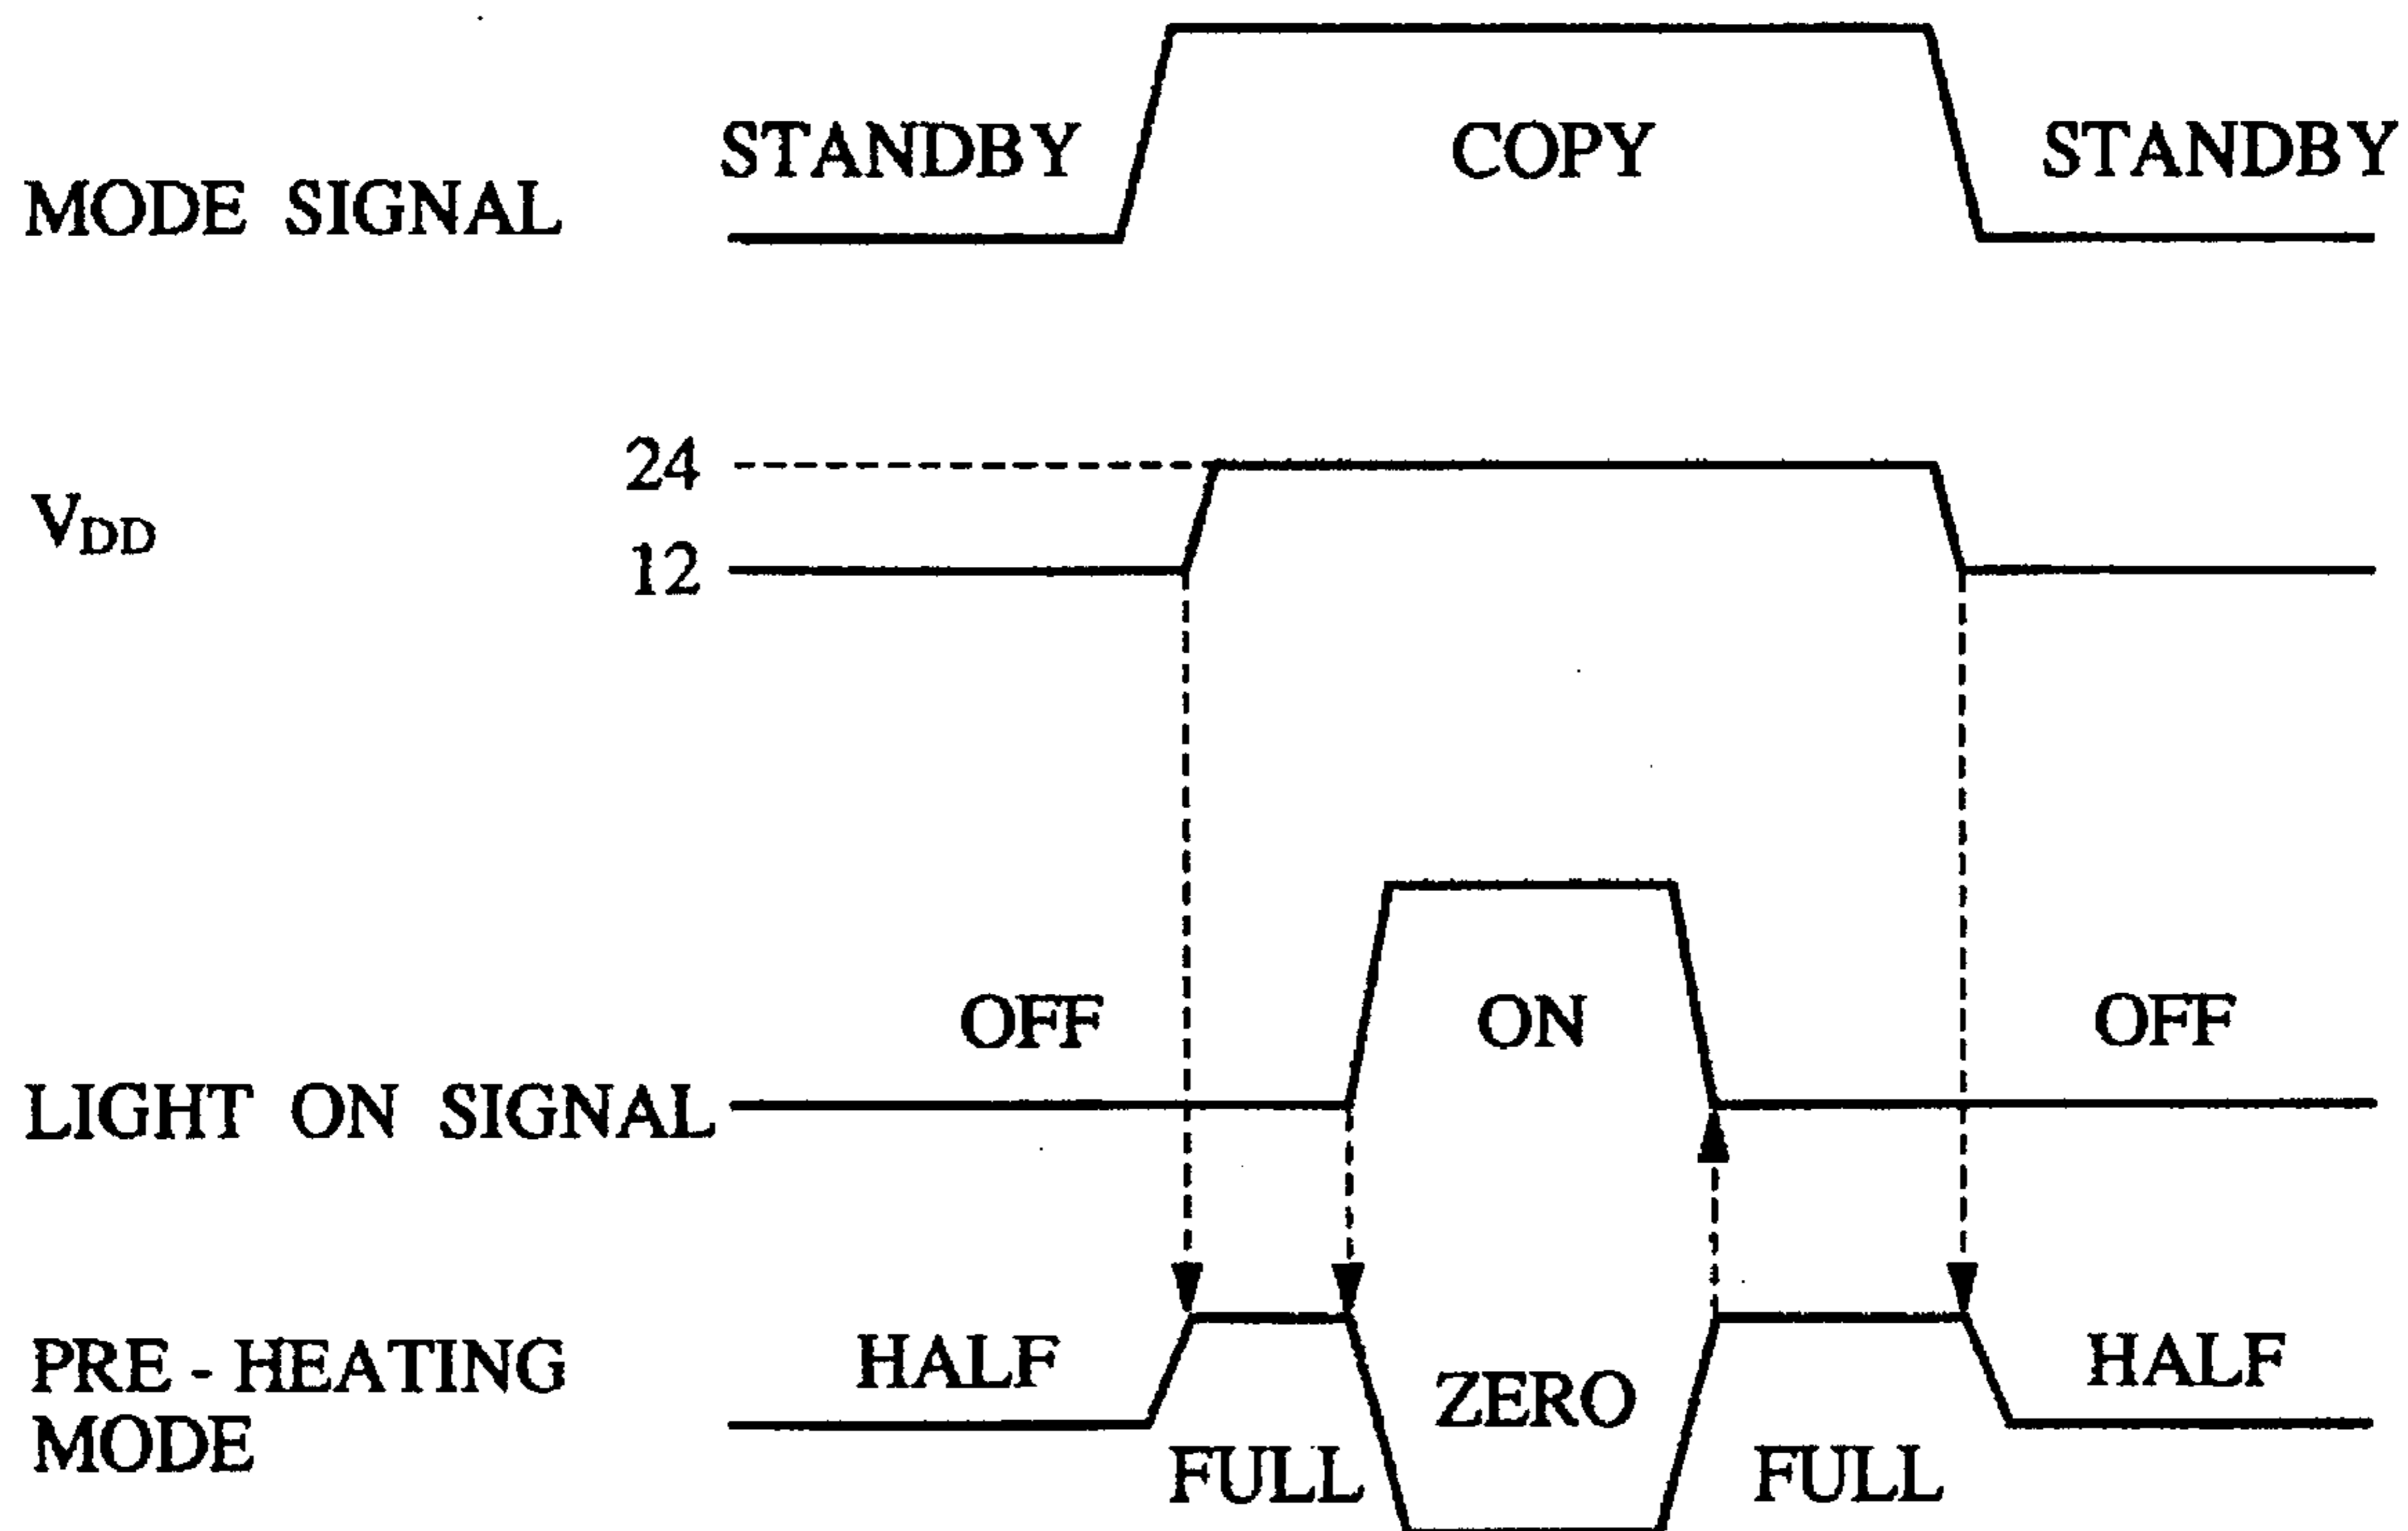 STANDBY COPY STANDBY
MODE SIGNAL
24
V_DD
12
OFF ON OFF
LIGHT ON SIGNAL
HALF HALF
PRE - HEATING
ZERO
MODE
FULL FULL